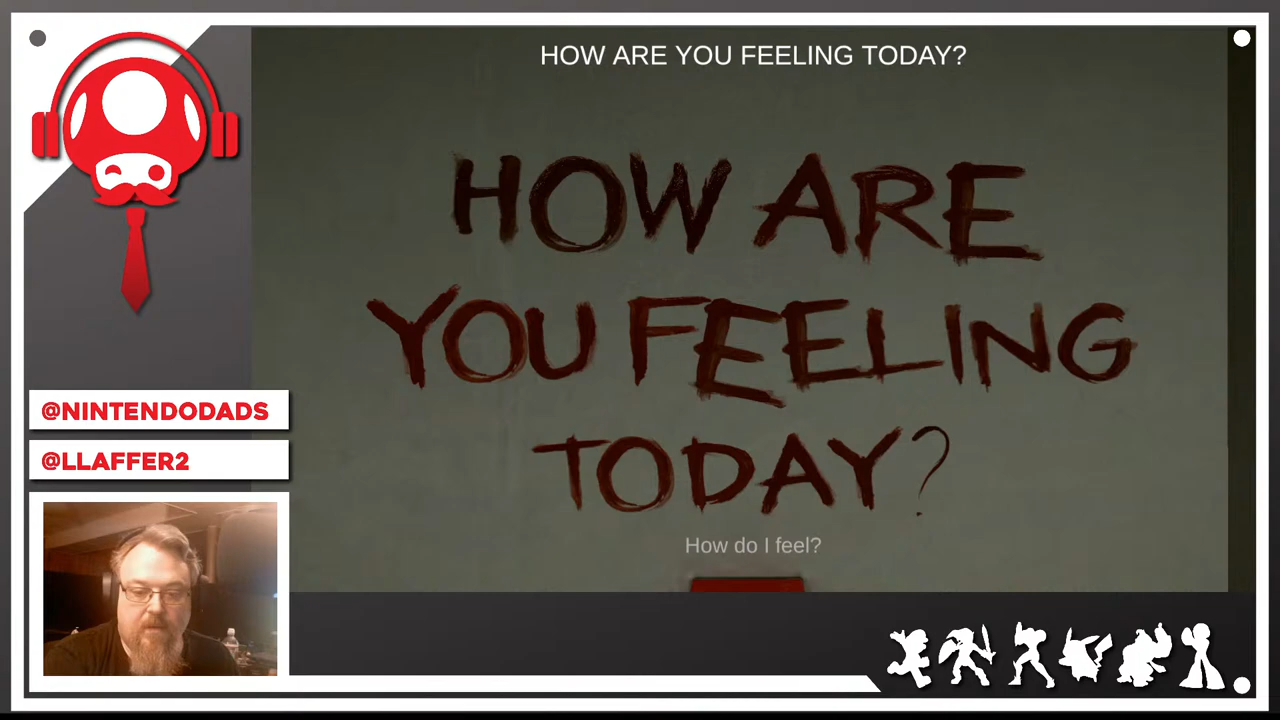 HOW ARE YOU FEELING TODAY?
HOW ARE
YOU FEELING
TODAY?
How do I feel?
@NINTENDODADS
@LLAFFER2